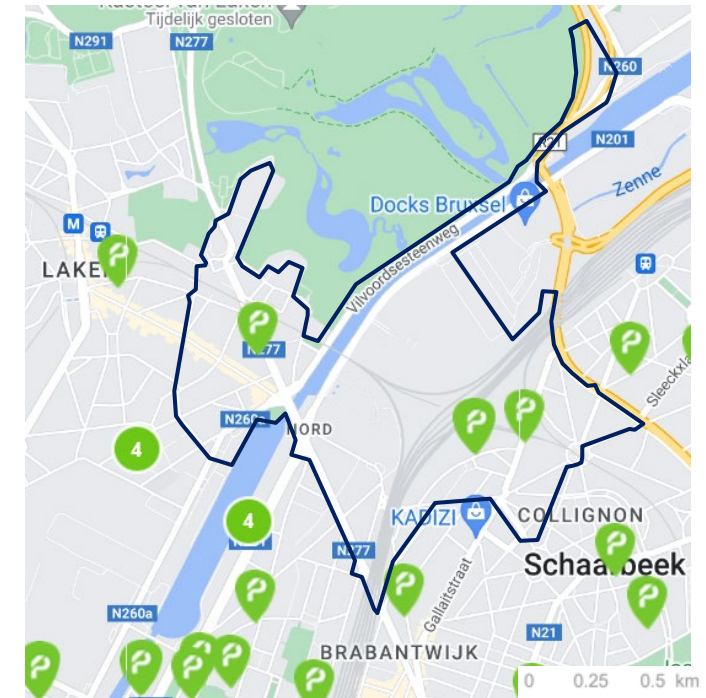 Tijdelijk gesloten
N291
N277
N260
R21
N201
Zenne
Docks Bruxsel
Vilvoordsesteenweg
M
N277
4
N260a
NORD
4
KADIZI
COLLIGNON
N277
Schaarbeek
Gallaitstraat
N260a
N21
BRABANTWIJK
0 0.25 0.5 km